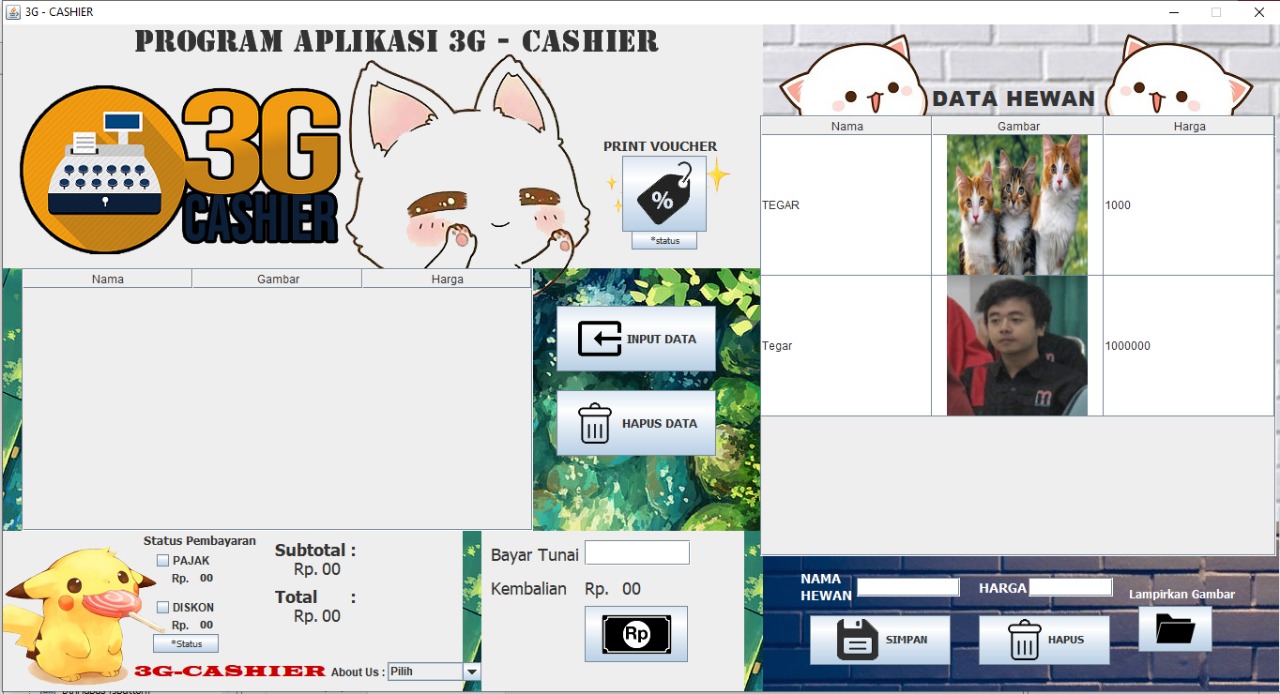 3G - CASHIER
PROGRAM APLIKASI 3G - CASHIER
3G
CASHIER
PRINT VOUCHER
%
*status
DATA HEWAN
Nama Gambar Harga
TEGAR 1000
Tegar 1000000
Nama Gambar Harga
INPUT DATA
HAPUS DATA
Status Pembayaran
PAJAK
Rp. 00
DISKON
Rp. 00
*Status
Subtotal :
Rp. 00
Total :
Rp. 00
3G-CASHIER About Us : Pilih
Bayar Tunai
Kembalian Rp. 00
Rp
NAMA
HEWAN
HARGA
Lampirkan Gambar
SIMPAN
HAPUS